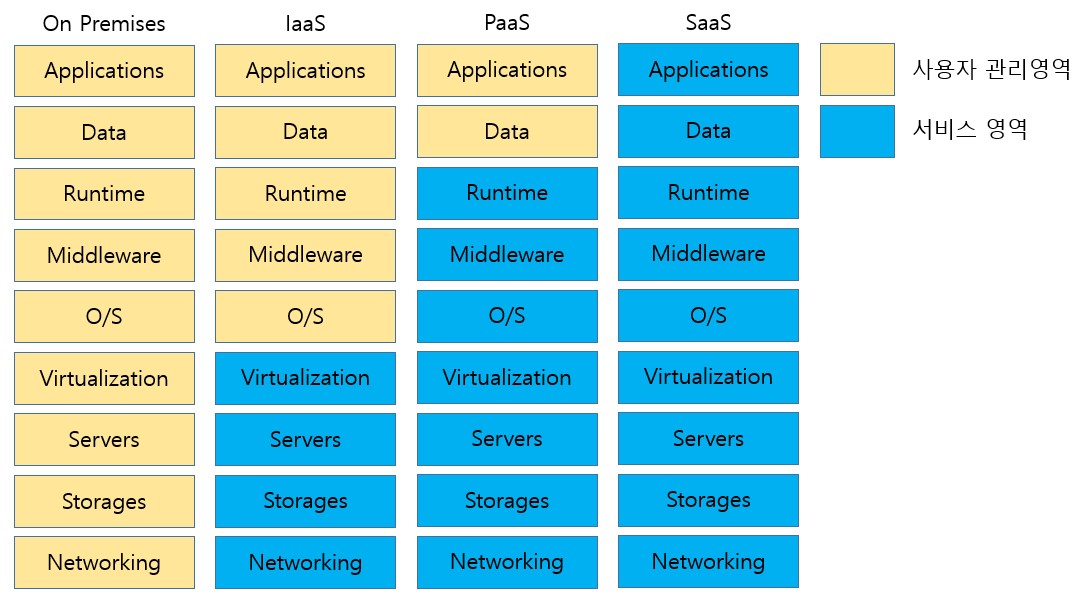 On Premises IaaS PaaS SaaS
Applications Applications Applications Applications 사용자 관리영역
Data Data Data Data 서비스 영역
Runtime Runtime Runtime Runtime
Middleware Middleware Middleware Middleware
O/S O/S O/S O/S
Virtualization Virtualization Virtualization Virtualization
Servers Servers Servers Servers
Storages Storages Storages Storages
Networking Networking Networking Networking